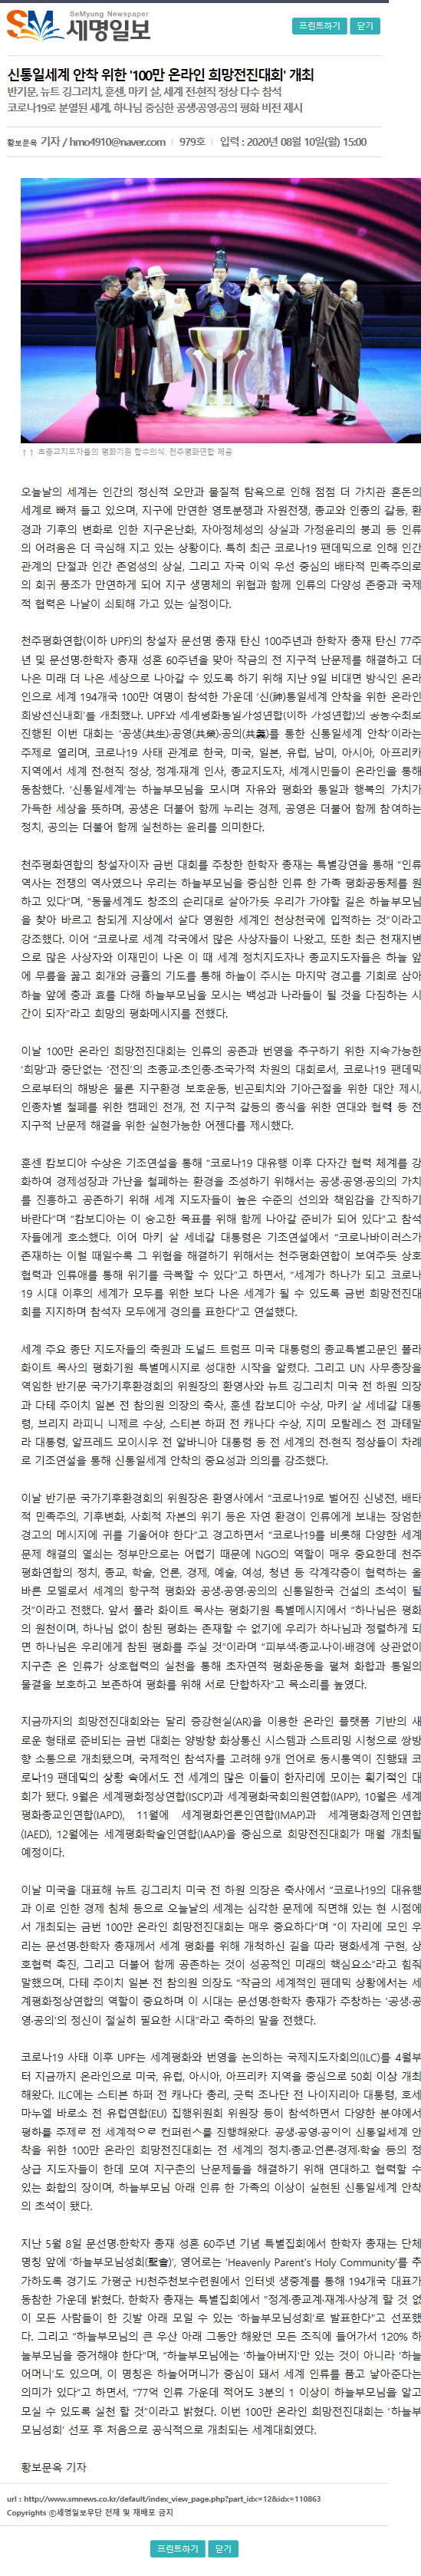 SeMyung Newspaper
SM 세명일보
프린트하기 닫기
신통일세계 안착 위한 '100만 온라인 희망전진대회' 개최
반기문, 뉴트 깅그리치, 훈센, 마키 살, 세계 전·현직 정상 다수 참석
코로나19로 분열된 세계, 하나님 중심한 공생·공영·공의 평화 비전 제시
황보문옥 기자 / hmo4910@naver.com | 979호 | 입력 : 2020년 08월 10일(월) 15:00
↑↑ 초종교지도자들의 평화기원 합수의식. 천주평화연합 제공
오늘날의 세계는 인간의 정신적 오만과 물질적 탐욕으로 인해 점점 더 가치관 혼돈의
세계로 빠져 들고 있으며, 지구에 만연한 영토분쟁과 자원전쟁, 종교와 인종의 갈등, 환
경과 기후의 변화로 인한 지구온난화, 자아정체성의 상실과 가정윤리의 붕괴 등 인류
의 어려움은 더 극심해 지고 있는 상황이다. 특히 최근 코로나19 팬데믹으로 인해 인간
관계의 단절과 인간 존엄성의 상실, 그리고 자국 이익 우선 중심의 배타적 민족주의로
의 회귀 풍조가 만연하게 되어 지구 생명체의 위협과 함께 인류의 다양성 존중과 국제
적 협력은 나날이 쇠퇴해 가고 있는 실정이다.
천주평화연합(이하 UPF)의 창설자 문선명 총재 탄신 100주년과 한학자 총재 탄신 77주
년 및 문선명·한학자 총재 성혼 60주년을 맞아 작금의 전 지구적 난문제를 해결하고 더
나은 미래 더 나은 세상으로 나아갈 수 있도록 하기 위해 지난 9일 비대면 방식인 온라
인으로 세계 194개국 100만 여명이 참석한 가운데 '신(神)통일세계 안착을 위한 온라인
희망전진대회'를 개최했다. UPF와 세계평화통일가정연합(이하 가정연합)의 공동주최로
진행된 이번 대회는 '공생(共生)·공영(共榮)·공의(共義)를 통한 신통일세계 안착'이라는
주제로 열리며, 코로나19 사태 관계로 한국, 미국, 일본, 유럽, 남미, 아시아, 아프리카
지역에서 세계 전·현직 정상, 정계·재계 인사, 종교지도자, 세계시민들이 온라인을 통해
동참했다. '신통일세계'는 하늘부모님을 모시며 자유와 평화와 통일과 행복의 가치가
가득한 세상을 뜻하며, 공생은 더불어 함께 누리는 경제, 공영은 더불어 함께 참여하는
정치, 공의는 더불어 함께 실천하는 윤리를 의미한다.
천주평화연합의 창설자이자 금번 대회를 주창한 한학자 총재는 특별강연을 통해 "인류
역사는 전쟁의 역사였으나 우리는 하늘부모님을 중심한 인류 한 가족 평화공동체를 원
하고 있다"며, "동물세계도 창조의 순리대로 살아가듯 우리가 가야할 길은 하늘부모님
을 찾아 바르고 참되게 지상에서 살다 영원한 세계인 천상천국에 입적하는 것"이라고
강조했다. 이어 "코로나로 세계 각국에서 많은 사상자들이 나왔고, 또한 최근 천재지변
으로 많은 사상자와 이재민이 나온 이 때 세계 정치지도자나 종교지도자들은 하늘 앞
에 무릎을 꿇고 회개와 긍휼의 기도를 통해 하늘이 주시는 마지막 경고를 기회로 삼아
하늘 앞에 충과 효를 다해 하늘부모님을 모시는 백성과 나라들이 될 것을 다짐하는 시
간이 되자"라고 희망의 평화메시지를 전했다.
이날 100만 온라인 희망전진대회는 인류의 공존과 번영을 추구하기 위한 지속가능한
'희망'과 중단없는 '전진'의 초종교·초인종·초국가적 차원의 대회로서, 코로나19 팬데믹
으로부터의 해방은 물론 지구환경 보호운동, 빈곤퇴치와 기아근절을 위한 대안 제시,
인종차별 철폐를 위한 캠페인 전개, 전 지구적 갈등의 종식을 위한 연대와 협력 등 전
지구적 난문제 해결을 위한 실현가능한 어젠다를 제시했다.
훈센 캄보디아 수상은 기조연설을 통해 "코로나19 대유행 이후 다자간 협력 체계를 강
화하여 경제성장과 가난을 철폐하는 환경을 조성하기 위해서는 공생·공영·공의의 가치
를 진흥하고 공존하기 위해 세계 지도자들이 높은 수준의 선의와 책임감을 간직하기
바란다"며 "캄보디아는 이 숭고한 목표를 위해 함께 나아갈 준비가 되어 있다"고 참석
자들에게 호소했다. 이어 마키 살 세네갈 대통령은 기조연설에서 "코로나바이러스가
존재하는 이럴 때일수록 그 위협을 해결하기 위해서는 천주평화연합이 보여주듯 상호
협력과 인류애를 통해 위기를 극복할 수 있다"고 하면서, "세계가 하나가 되고 코로나
19 시대 이후의 세계가 모두를 위한 보다 나은 세계가 될 수 있도록 금번 희망전진대
회를 지지하며 참석자 모두에게 경의를 표한다"고 연설했다.
세계 주요 종단 지도자들의 축원과 도널드 트럼프 미국 대통령의 종교특별고문인 폴라
화이트 목사의 평화기원 특별메시지로 성대한 시작을 알렸다. 그리고 UN 사무총장을
역임한 반기문 국가기후환경회의 위원장의 환영사와 뉴트 깅그리치 미국 전 하원 의장
과 다테 주이치 일본 전 참의원 의장의 축사, 훈센 캄보디아 수상, 마키 살 세네갈 대통
령, 브리지 라피니 니제르 수상, 스티븐 하퍼 전 캐나다 수상, 지미 모랄레스 전 과테말
라 대통령, 알프레드 모이시우 전 알바니아 대통령 등 전 세계의 전·현직 정상들이 차례
로 기조연설을 통해 신통일세계 안착의 중요성과 의의를 강조했다.
이날 반기문 국가기후환경회의 위원장은 환영사에서 "코로나19로 벌어진 신냉전, 배타
적 민족주의, 기후변화, 사회적 자본의 위기 등은 자연 환경이 인류에게 보내는 장엄한
경고의 메시지에 귀를 기울여야 한다"고 경고하면서 "코로나19를 비롯해 다양한 세계
문제 해결의 열쇠는 정부만으로는 어렵기 때문에 NGO의 역할이 매우 중요한데 천주
평화연합의 정치, 종교, 학술, 언론, 경제, 예술, 여성, 청년 등 각계각층이 협력하는 올
바른 모델로서 세계의 항구적 평화와 공생·공영·공의의 신통일한국 건설의 초석이 될
것"이라고 전했다. 앞서 폴라 화이트 목사는 평화기원 특별메시지에서 "하나님은 평화
의 원천이며, 하나님 없이 참된 평화는 존재할 수 없기에 우리가 하나님과 정렬하게 되
면 하나님은 우리에게 참된 평화를 주실 것"이라며 "피부색·종교·나이·배경에 상관없이
지구촌 온 인류가 상호협력의 실천을 통해 초자연적 평화운동을 펼쳐 화합과 통일의
물결을 보호하고 보존하여 평화를 위해 서로 단합하자"고 목소리를 높였다.
지금까지의 희망전진대회와는 달리 증강현실(AR)을 이용한 온라인 플랫폼 기반의 새
로운 형태로 준비되는 금번 대회는 양방향 화상통신 시스템과 스트리밍 시청으로 쌍방
향 소통으로 개최됐으며, 국제적인 참석자를 고려해 9개 언어로 동시통역이 진행돼 코
로나19 팬데믹의 상황 속에서도 전 세계의 많은 이들이 한자리에 모이는 획기적인 대
회가 됐다. 9월은 세계평화정상연합(ISCP)과 세계평화국회의원연합(IAPP), 10월은 세계
평화종교인연합(IAPD), 11월에 세계평화언론인연합(IMAP)과 세계평화경제인연합
(IAED), 12월에는 세계평화학술인연합(IAAP)을 중심으로 희망전진대회가 매월 개최될
예정이다.
이날 미국을 대표해 뉴트 깅그리치 미국 전 하원 의장은 축사에서 "코로나19의 대유행
과 이로 인한 경제 침체 등으로 오늘날의 세계는 심각한 문제에 직면해 있는 현 시점에
서 개최되는 금번 100만 온라인 희망전진대회는 매우 중요하다"며 "이 자리에 모인 우
리는 문선명·한학자 총재께서 세계 평화를 위해 개척하신 길을 따라 평화세계 구현, 상
호협력 촉진, 그리고 더불어 함께 공존하는 것이 성공적인 미래의 핵심요소"라고 힘줘
말했으며, 다테 주이치 일본 전 참의원 의장도 "작금의 세계적인 팬데믹 상황에서는 세
계평화정상연합의 역할이 중요하며 이 시대는 문선명·한학자 총재가 주창하는 '공생·공
영·공의'의 정신이 절실히 필요한 시대"라고 축하의 말을 전했다.
코로나19 사태 이후 UPF는 세계평화와 번영을 논의하는 국제지도자회의(ILC)를 4월부
터 지금까지 온라인으로 미국, 유럽, 아시아, 아프리카 지역을 중심으로 50회 이상 개최
해왔다. ILC에는 스티븐 하퍼 전 캐나다 총리, 굿럭 조나단 전 나이지리아 대통령, 호세
마누엘 바로소 전 유럽연합(EU) 집행위원회 위원장 등이 참석하면서 다양한 분야에서
평화를 주제로 전 세계적으로 컨퍼런스를 진행해왔다. 공생·공영·공의의 신통일세계 안
착을 위한 100만 온라인 희망전진대회는 전 세계의 정치·종교·언론·경제·학술 등의 정
상급 지도자들이 한데 모여 지구촌의 난문제들을 해결하기 위해 연대하고 협력할 수
있는 화합의 장이며, 하늘부모님 아래 인류 한 가족의 이상이 실현된 신통일세계 안착
의 초석이 됐다.
지난 5월 8일 문선명·한학자 총재 성혼 60주년 기념 특별집회에서 한학자 총재는 단체
명칭 앞에 '하늘부모님성회(聖會)', 영어로는 'Heavenly Parent's Holy Community'를 추
가하도록 경기도 가평군 HJ천주천보수련원에서 인터넷 생중계를 통해 194개국 대표가
동참한 가운데 밝혔다. 한학자 총재는 특별집회에서 "정계·종교계·재계·사상계 할 것 없
이 모든 사람들이 한 깃발 아래 모일 수 있는 '하늘부모님성회'로 발표한다"고 선포했
다. 그리고 "하늘부모님의 큰 우산 아래 그동안 해왔던 모든 조직에 들어가서 120% 하
늘부모님을 증거해야 한다"며, "하늘부모님에는 '하늘아버지'만 있는 것이 아니라 '하늘
어머니'도 있으며, 이 명칭은 하늘어머니가 중심이 돼서 세계 인류를 품고 낳아준다는
의미가 있다"고 하면서, "77억 인류 가운데 적어도 3분의 1 이상이 하늘부모님을 알고
모실 수 있도록 실천 할 것"이라고 밝혔다. 이번 100만 온라인 희망전진대회는 '하늘부
모님성회' 선포 후 처음으로 공식적으로 개최되는 세계대회였다.
황보문옥 기자
url : http://www.smnews.co.kr/default/index_view_page.php?part_idx=12&idx=110863
Copyrights ⓒ세명일보무단 전재 및 재배포 금지
프린트하기 닫기